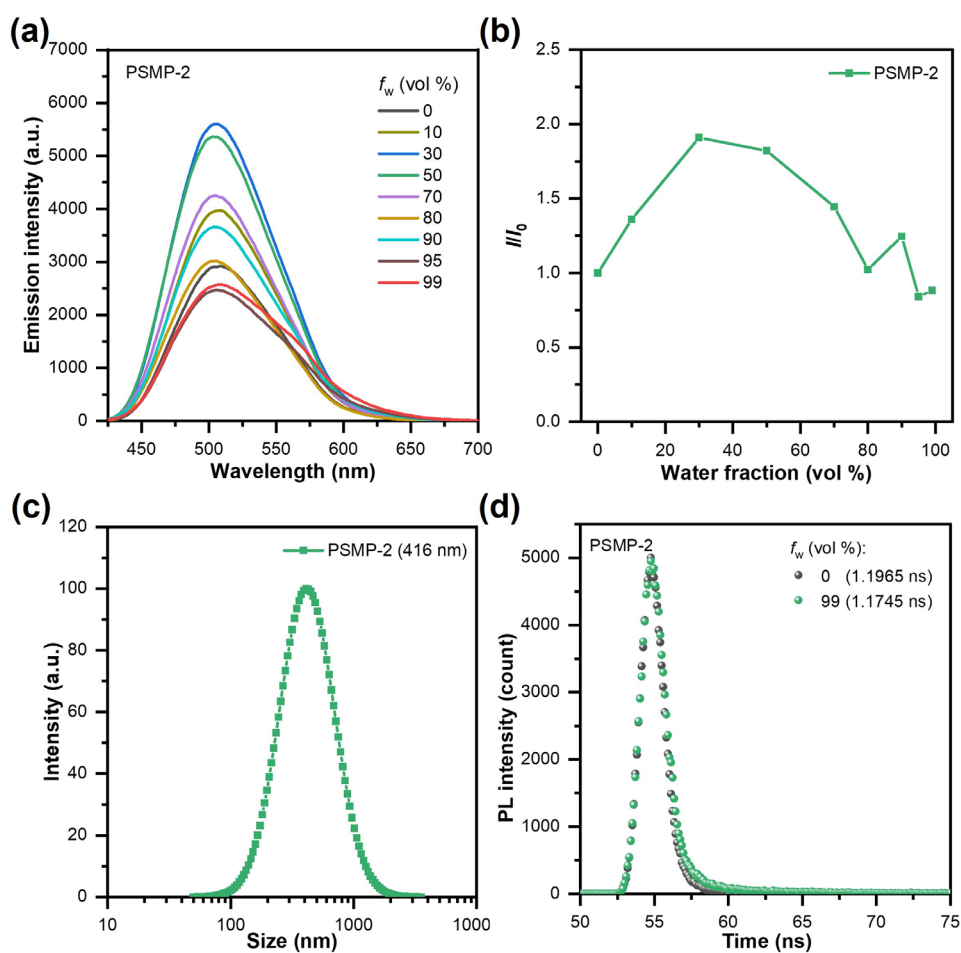 (a)
7000
6000
5000
4000
3000
2000
1000
0
Emission intensity (a.u.)
PSMP-2
fw (vol %)
0
10
30
50
70
80
90
95
99
450 500 550 600 650 700
Wavelength (nm)
(b)
2.5
2.0
1.5
1.0
0.5
0.0
I/I0
PSMP-2
0 20 40 60 80 100
Water fraction (vol %)
(c)
120
100
80
60
40
20
0
Intensity (a.u.)
PSMP-2 (416 nm)
10 100 1000 1000
Size (nm)
(d)
5000
4000
3000
2000
1000
0
PL intensity (count)
PSMP-2
fw (vol %):
0 (1.1965 ns)
99 (1.1745 ns)
50 55 60 65 70 75
Time (ns)